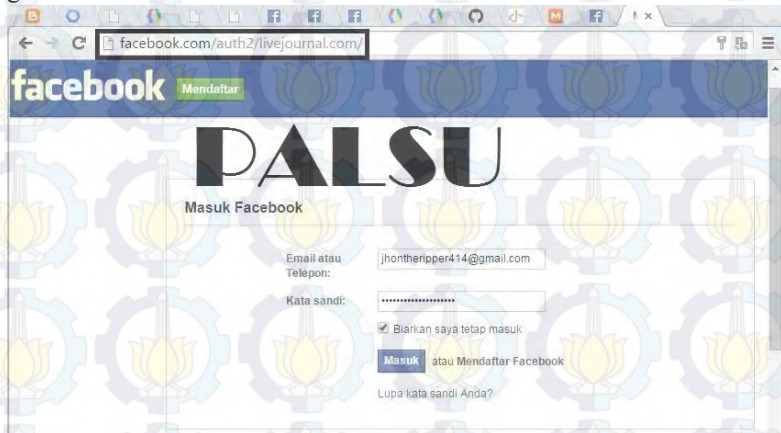 facebook.com/auth2/livejournal.com/
facebook Mendaftar
PALSU
Masuk Facebook
Email atau
Telepon:
jhontheripper414@gmail.com
Kata sandi:
Biarkan saya tetap masuk
Masuk atau Mendaftar Facebook
Lupa kata sandi Anda?